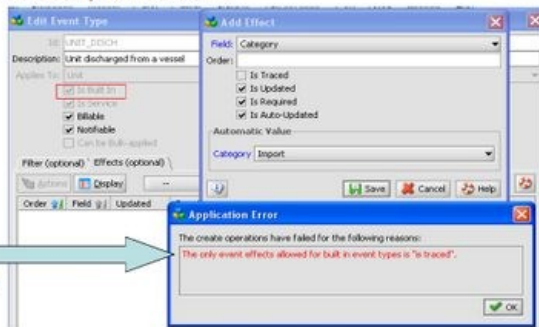 Edit Event Type
Id: UNIT_DISCH
Description: Unit discharged from a vessel
Applies To: Unit
Is Built In
Is Service
Billable
Notifiable
Can be Bulk-applied
Filter (optional) Effects (optional)
Actions Display --
Order Field Updated
Add Effect
Field: Category
Order:
Is Traced
Is Updated
Is Required
Is Auto-Updated
Automatic Value
Category Import
Save Cancel Help
Application Error
The create operations have failed for the following reasons:
The only event effects allowed for built in event types is "is traced".
OK